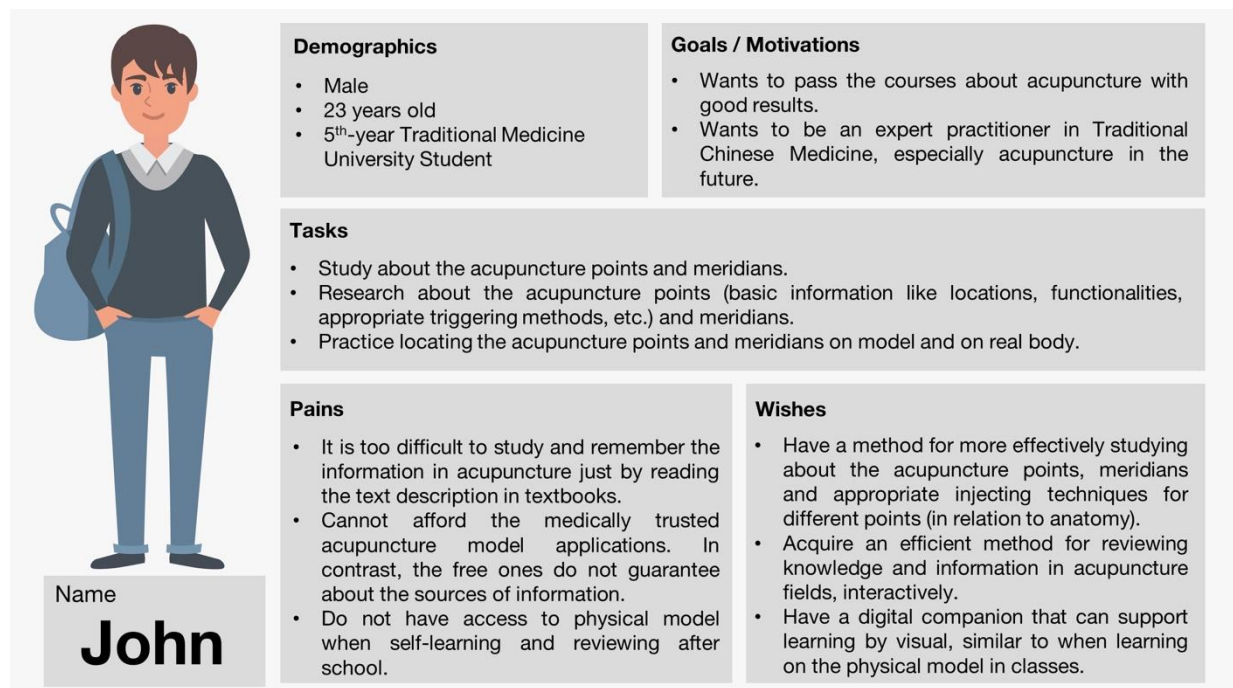 Demographics
• Male
• 23 years old
• 5th-year Traditional Medicine
University Student
Goals / Motivations
• Wants to pass the courses about acupuncture with
good results.
• Wants to be an expert practitioner in Traditional
Chinese Medicine, especially acupuncture in the
future.
Tasks
• Study about the acupuncture points and meridians.
• Research about the acupuncture points (basic information like locations, functionalities,
appropriate triggering methods, etc.) and meridians.
• Practice locating the acupuncture points and meridians on model and on real body.
Pains
• It is too difficult to study and remember the
information in acupuncture just by reading
the text description in textbooks.
• Cannot afford the medically trusted
acupuncture model applications. In
contrast, the free ones do not guarantee
about the sources of information.
• Do not have access to physical model
when self-learning and reviewing after
school.
Wishes
• Have a method for more effectively studying
about the acupuncture points, meridians
and appropriate injecting techniques for
different points (in relation to anatomy).
• Acquire an efficient method for reviewing
knowledge and information in acupuncture
fields, interactively.
• Have a digital companion that can support
learning by visual, similar to when learning
on the physical model in classes.
Name
John